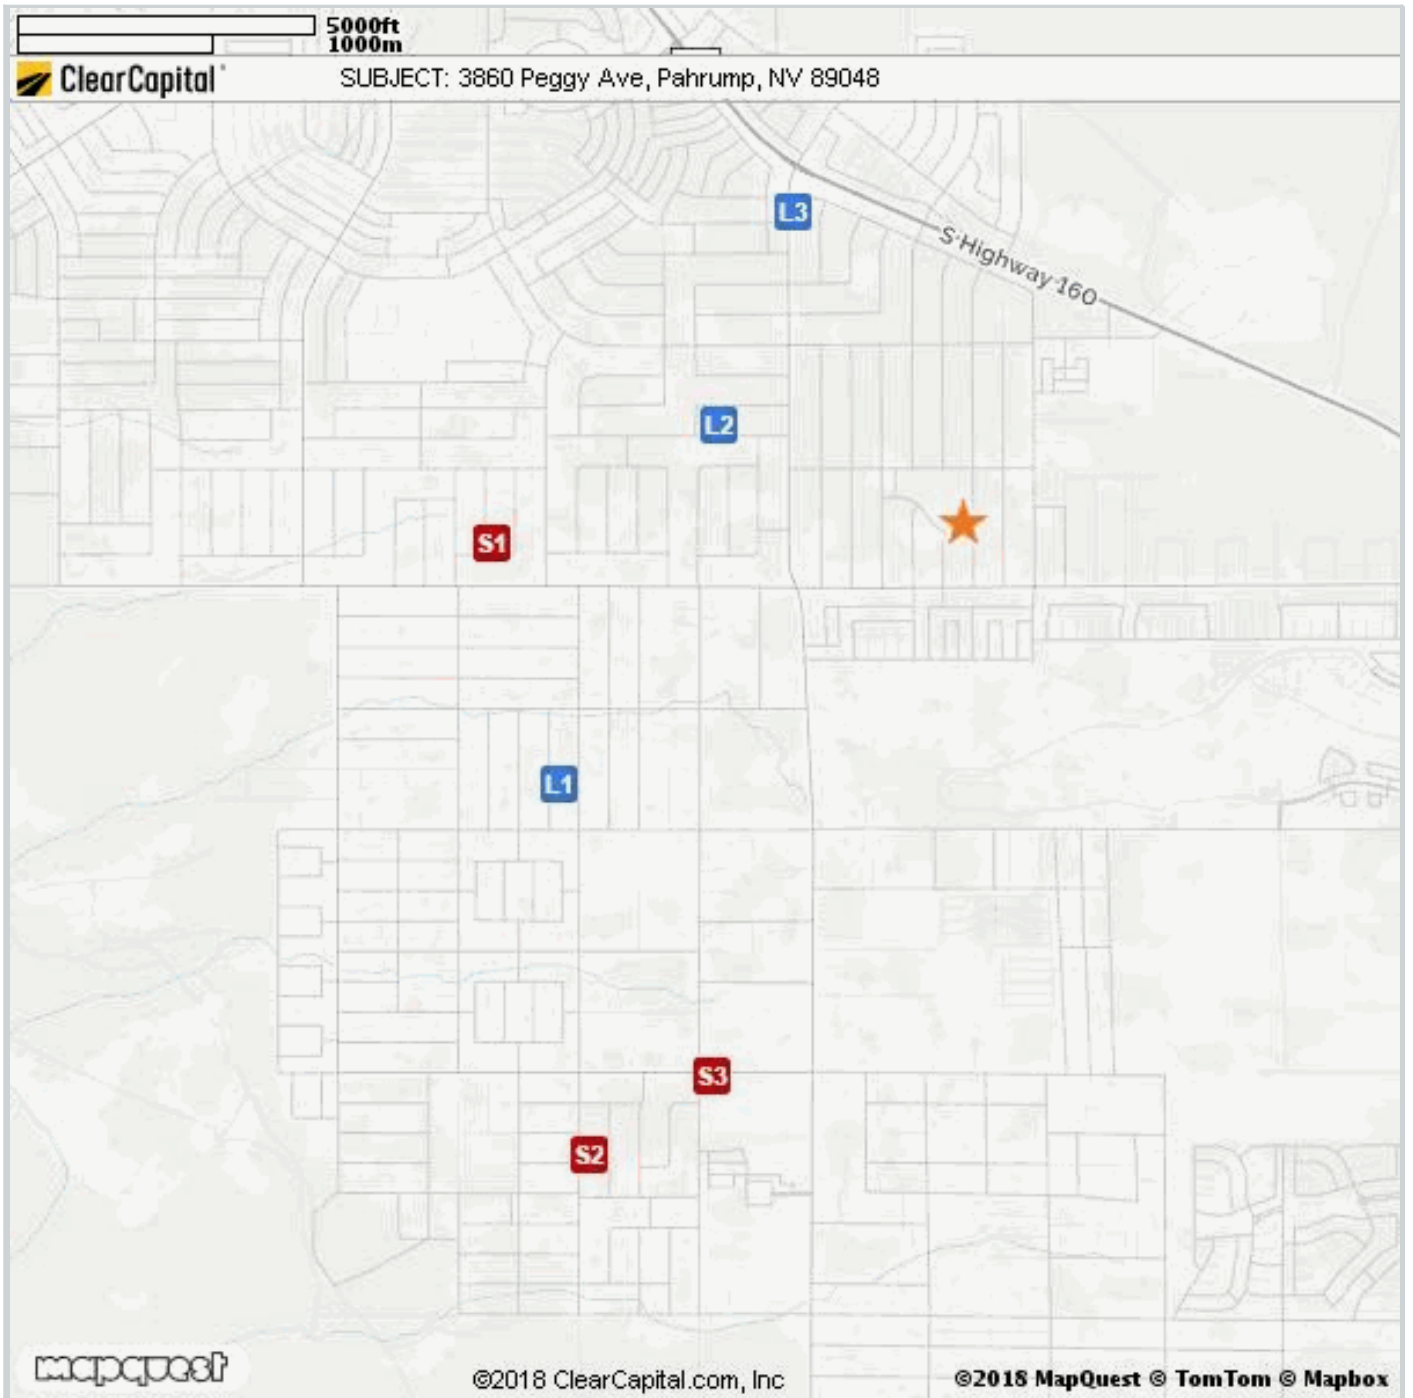 5000ft
1000m
ClearCapital SUBJECT: 3860 Peggy Ave, Pahrump, NV 89048
L3
S Highway 160
L2
S1
L1
S3
S2
mapquest ©2018 ClearCapital.com, Inc ©2018 MapQuest © TomTom © Mapbox